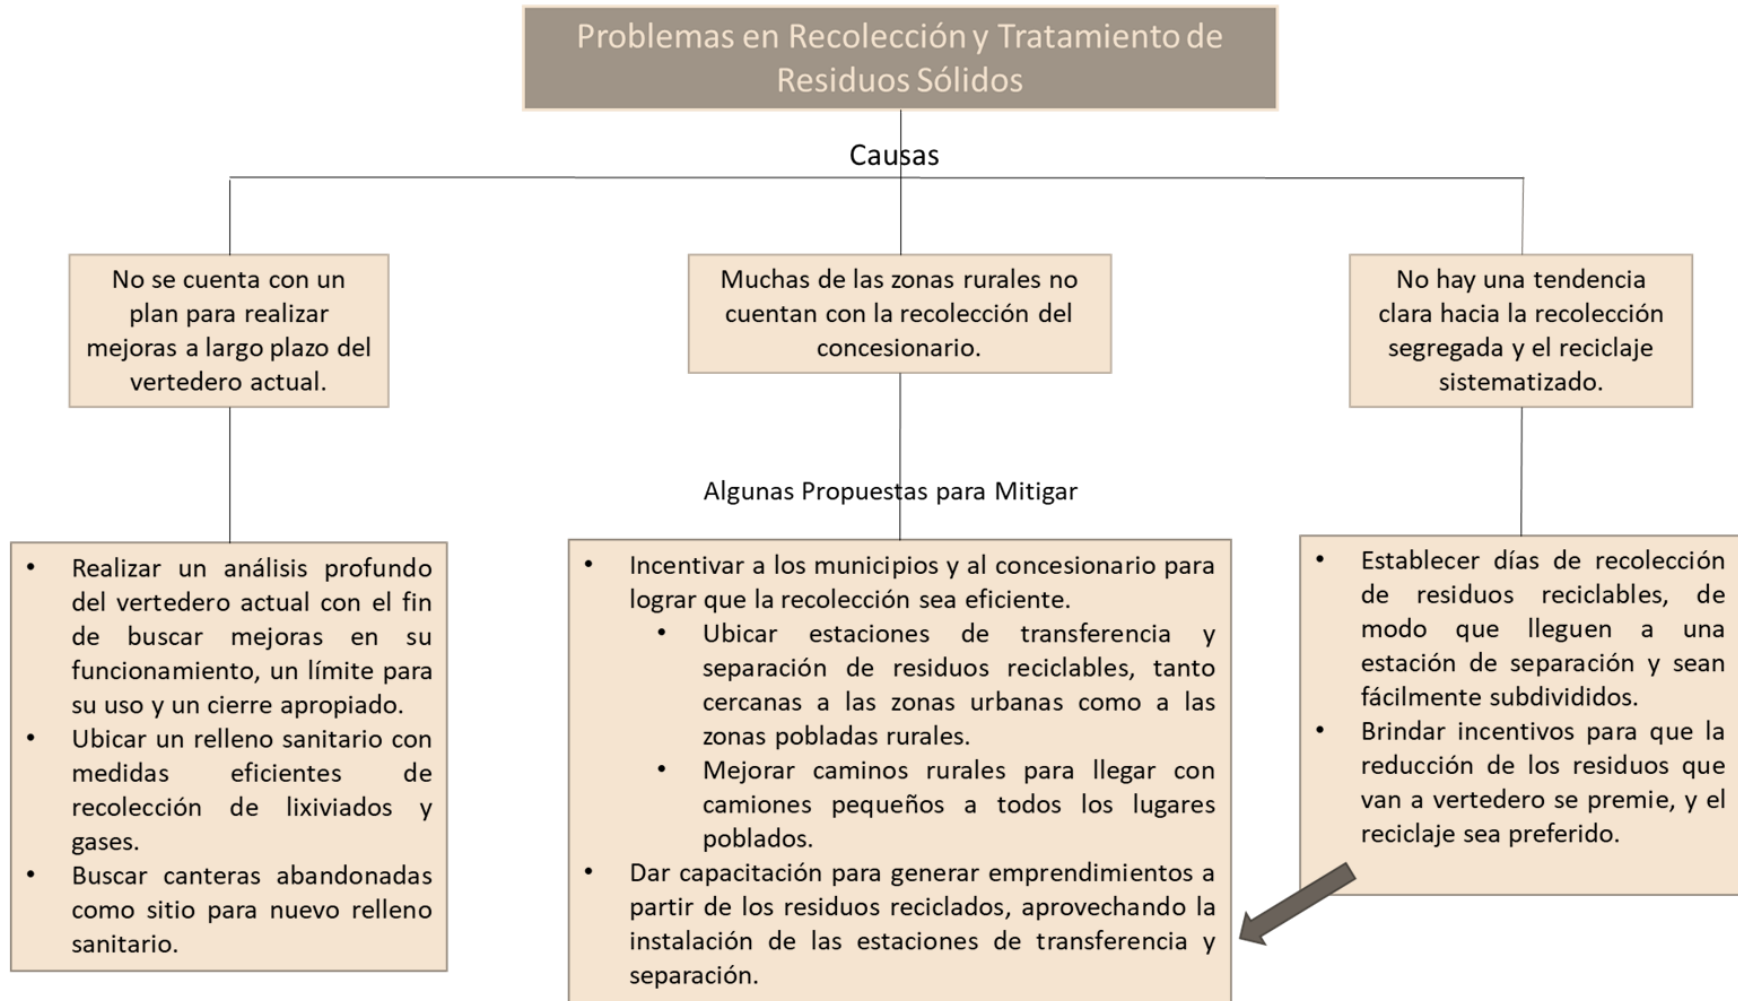 Problemas en Recolección y Tratamiento de
Residuos Sólidos
Causas
No se cuenta con un
plan para realizar
mejoras a largo plazo del
vertedero actual.
Muchas de las zonas rurales no
cuentan con la recolección del
concesionario.
No hay una tendencia
clara hacia la recolección
segregada y el reciclaje
sistematizado.
Algunas Propuestas para Mitigar
• Realizar un análisis profundo
del vertedero actual con el fin
de buscar mejoras en su
funcionamiento, un límite para
su uso y un cierre apropiado.
• Ubicar un relleno sanitario con
medidas eficientes de
recolección de lixiviados y
gases.
• Buscar canteras abandonadas
como sitio para nuevo relleno
sanitario.
• Incentivar a los municipios y al concesionario para
lograr que la recolección sea eficiente.
• Ubicar estaciones de transferencia y
separación de residuos reciclables, tanto
cercanas a las zonas urbanas como a las
zonas pobladas rurales.
• Mejorar caminos rurales para llegar con
camiones pequeños a todos los lugares
poblados.
• Dar capacitación para generar emprendimientos a
partir de los residuos reciclados, aprovechando la
instalación de las estaciones de transferencia y
separación.
• Establecer días de recolección
de residuos reciclables, de
modo que lleguen a una
estación de separación y sean
fácilmente subdivididos.
• Brindar incentivos para que la
reducción de los residuos que
van a vertedero se premie, y el
reciclaje sea preferido.